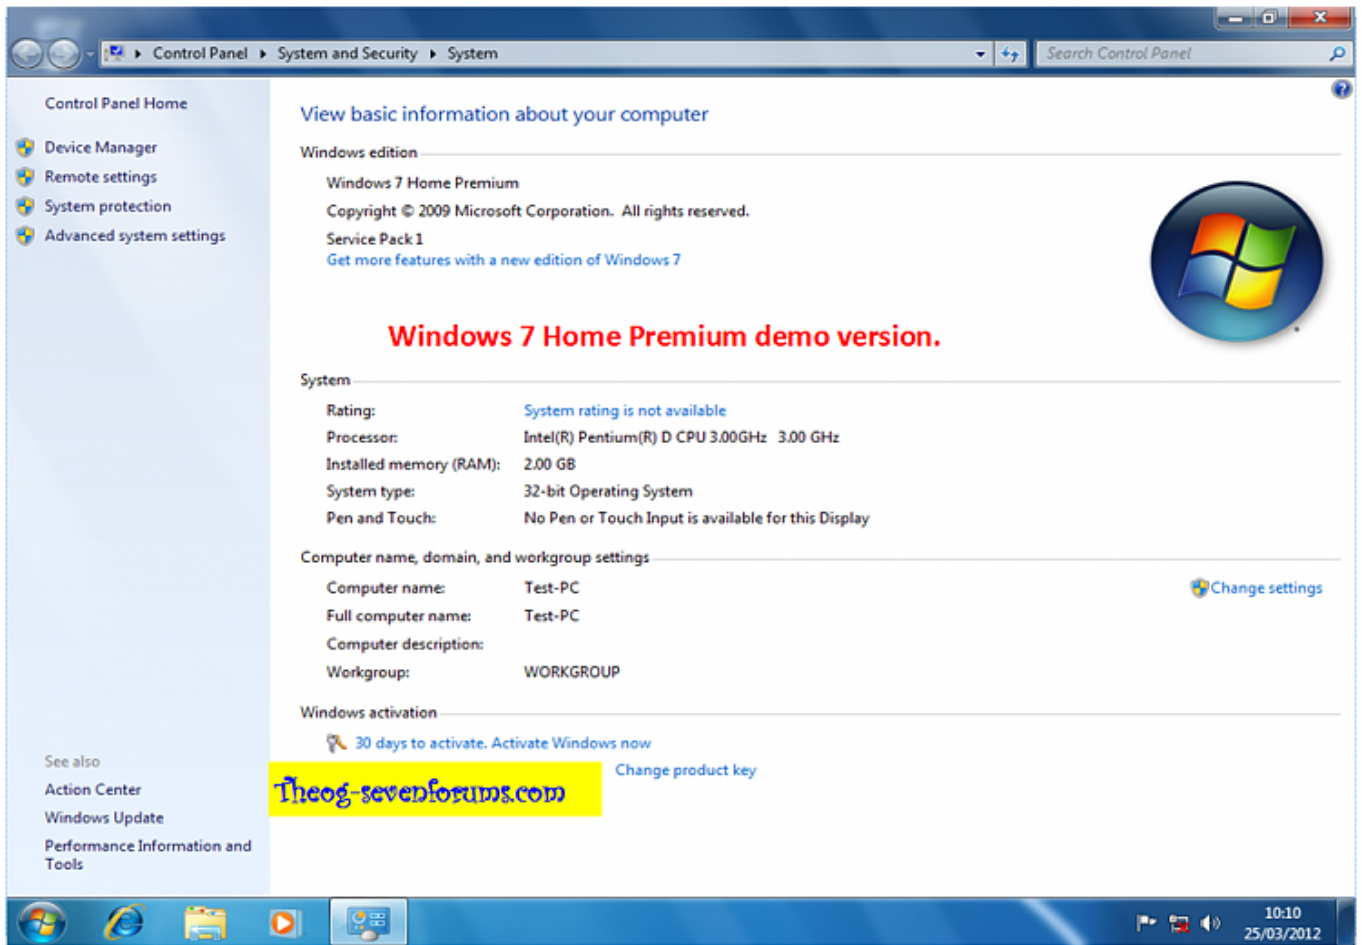 Control Panel ▸ System and Security ▸ System
Search Control Panel
Control Panel Home
Device Manager
Remote settings
System protection
Advanced system settings
View basic information about your computer
Windows edition
Windows 7 Home Premium
Copyright © 2009 Microsoft Corporation. All rights reserved.
Service Pack 1
Get more features with a new edition of Windows 7
Windows 7 Home Premium demo version.
System
Rating: System rating is not available
Processor: Intel(R) Pentium(R) D CPU 3.00GHz 3.00 GHz
Installed memory (RAM): 2.00 GB
System type: 32-bit Operating System
Pen and Touch: No Pen or Touch Input is available for this Display
Computer name, domain, and workgroup settings
Computer name: Test-PC
Change settings
Full computer name: Test-PC
Computer description:
Workgroup: WORKGROUP
Windows activation
30 days to activate. Activate Windows now
Change product key
Theog-sevenforums.com
See also
Action Center
Windows Update
Performance Information and
Tools
10:10
25/03/2012